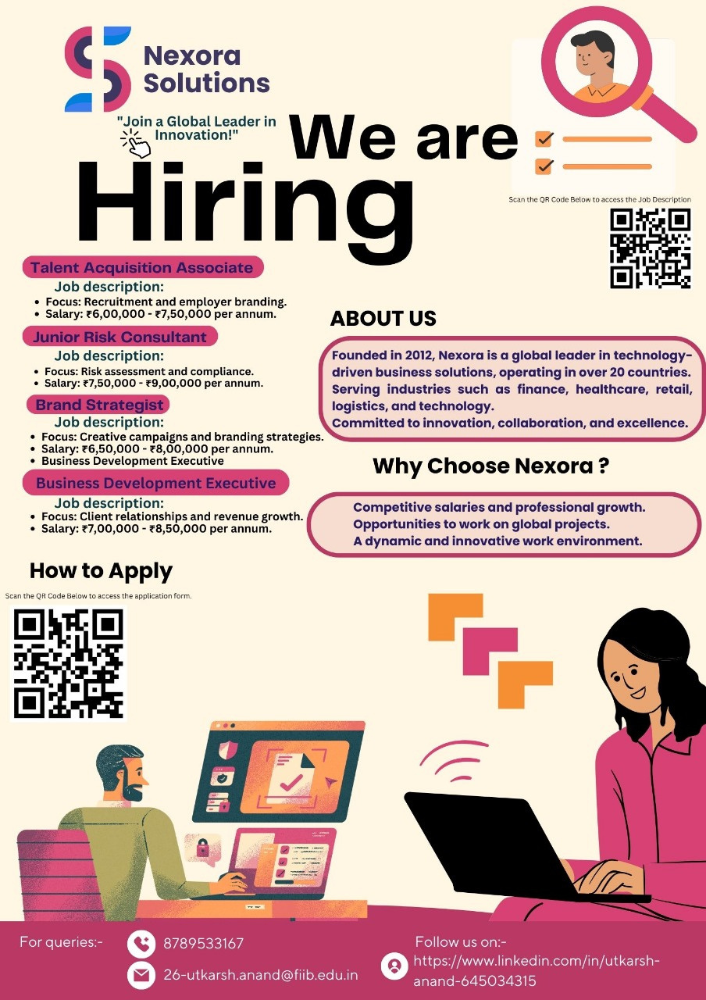 Nexora
Solutions
"Join a Global Leader in
Innovation!"
We are
Hiring
Scan the QR Code Below to access the Job Description
Talent Acquisition Associate
Job description:
• Focus: Recruitment and employer branding.
• Salary: ₹6,00,000 - ₹7,50,000 per annum.
Junior Risk Consultant
Job description:
• Focus: Risk assessment and compliance.
• Salary: ₹7,50,000 - ₹9,00,000 per annum.
Brand Strategist
Job description:
• Focus: Creative campaigns and branding strategies.
• Salary: ₹6,50,000 - ₹8,00,000 per annum.
• Business Development Executive
Business Development Executive
Job description:
• Focus: Client relationships and revenue growth.
• Salary: ₹7,00,000 - ₹8,50,000 per annum.
ABOUT US
Founded in 2012, Nexora is a global leader in technology-
driven business solutions, operating in over 20 countries.
Serving industries such as finance, healthcare, retail,
logistics, and technology.
Committed to innovation, collaboration, and excellence.
Why Choose Nexora ?
Competitive salaries and professional growth.
Opportunities to work on global projects.
A dynamic and innovative work environment.
How to Apply
Scan the QR Code Below to access the application form.
For queries:-
8789533167
26-utkarsh.anand@fiib.edu.in
Follow us on:-
https://www.linkedin.com/in/utkarsh-
anand-645034315